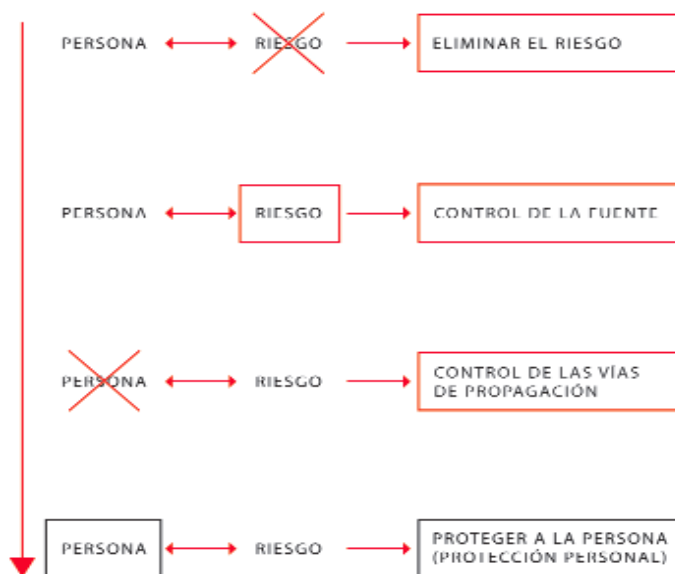 PERSONA RIESGO ELIMINAR EL RIESGO
PERSONA RIESGO CONTROL DE LA FUENTE
PERSONA RIESGO CONTROL DE LAS VÍAS
DE PROPAGACIÓN
PERSONA RIESGO PROTEGER A LA PERSONA
(PROTECCIÓN PERSONAL)